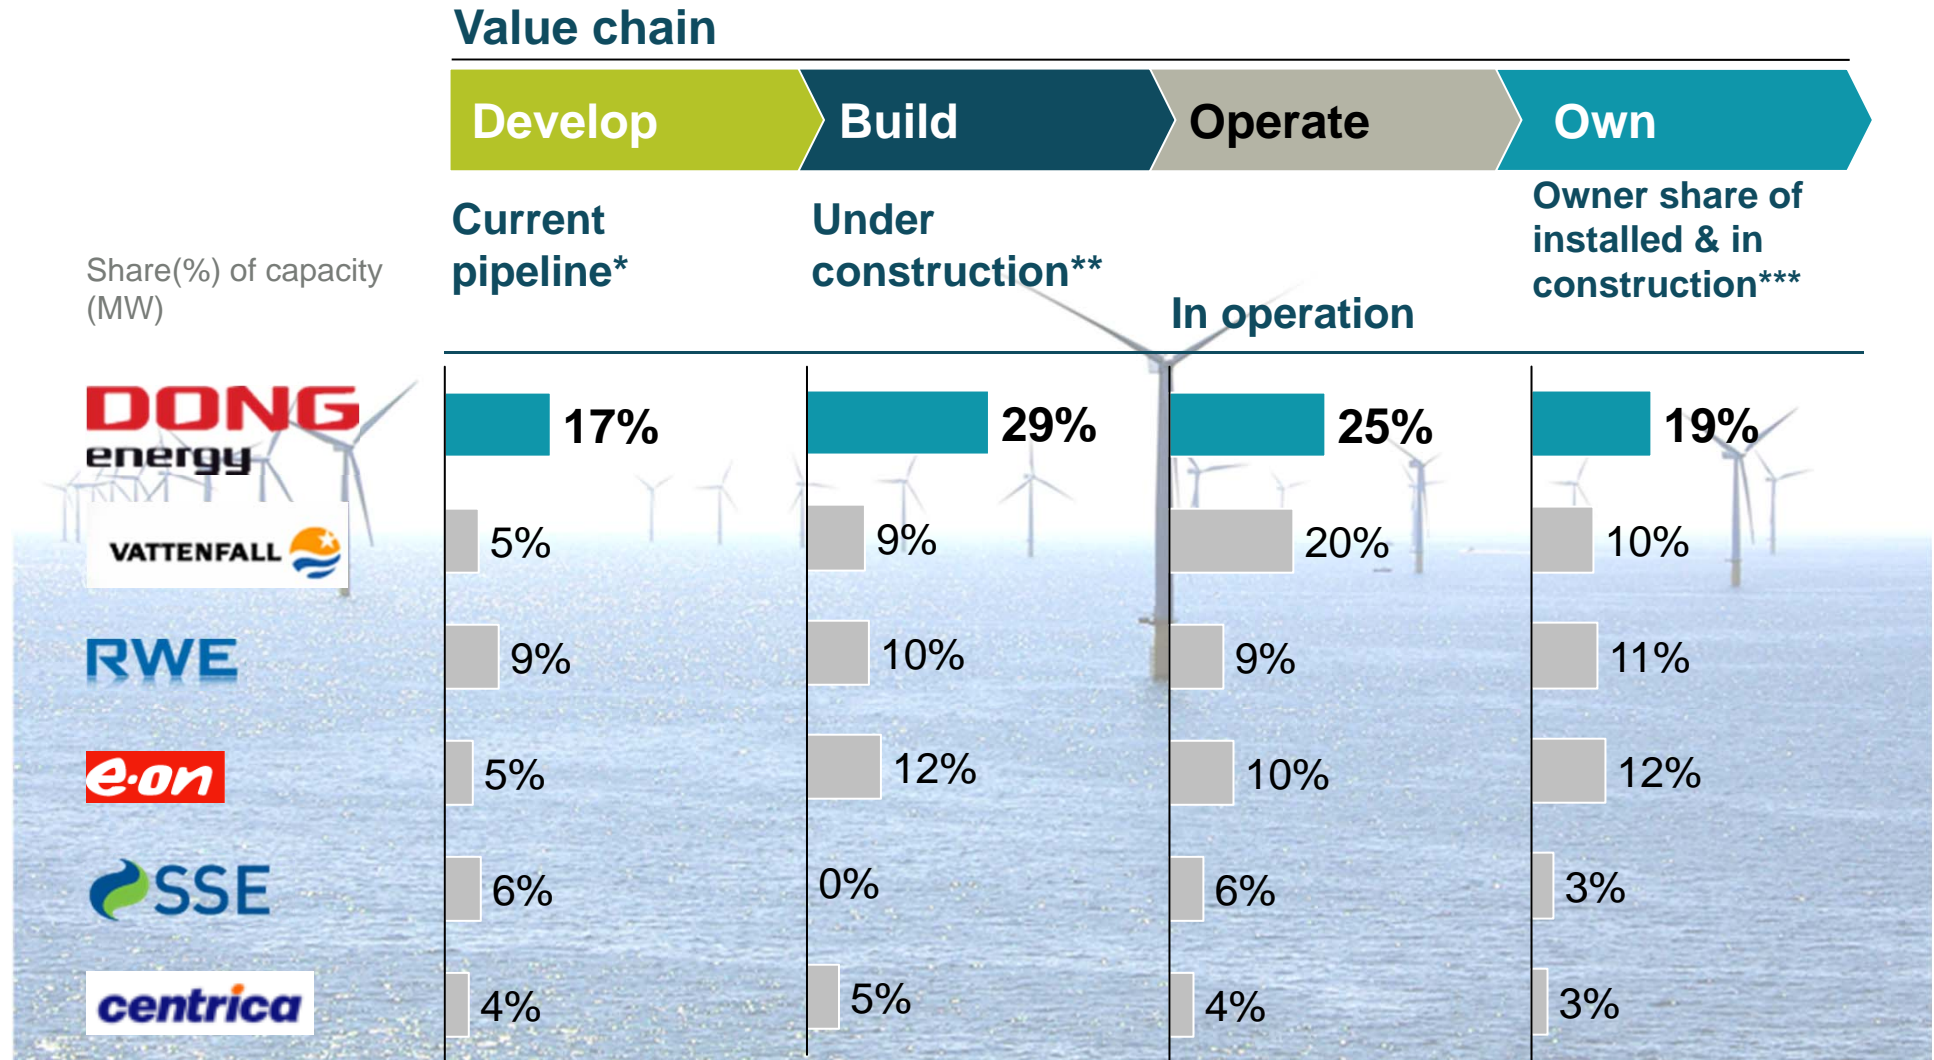 Value chain
Develop Build Operate Own
Share(%) of capacity
(MW)
Current
pipeline*
Under
construction**
In operation
Owner share of
installed & in
construction***
DONG
energy
17% 29% 25% 19%
VATTENFALL
5% 9% 20% 10%
RWE
9% 10% 9% 11%
e·on
5% 12% 10% 12%
SSE
6% 0% 6% 3%
centrica
4% 5% 4% 3%